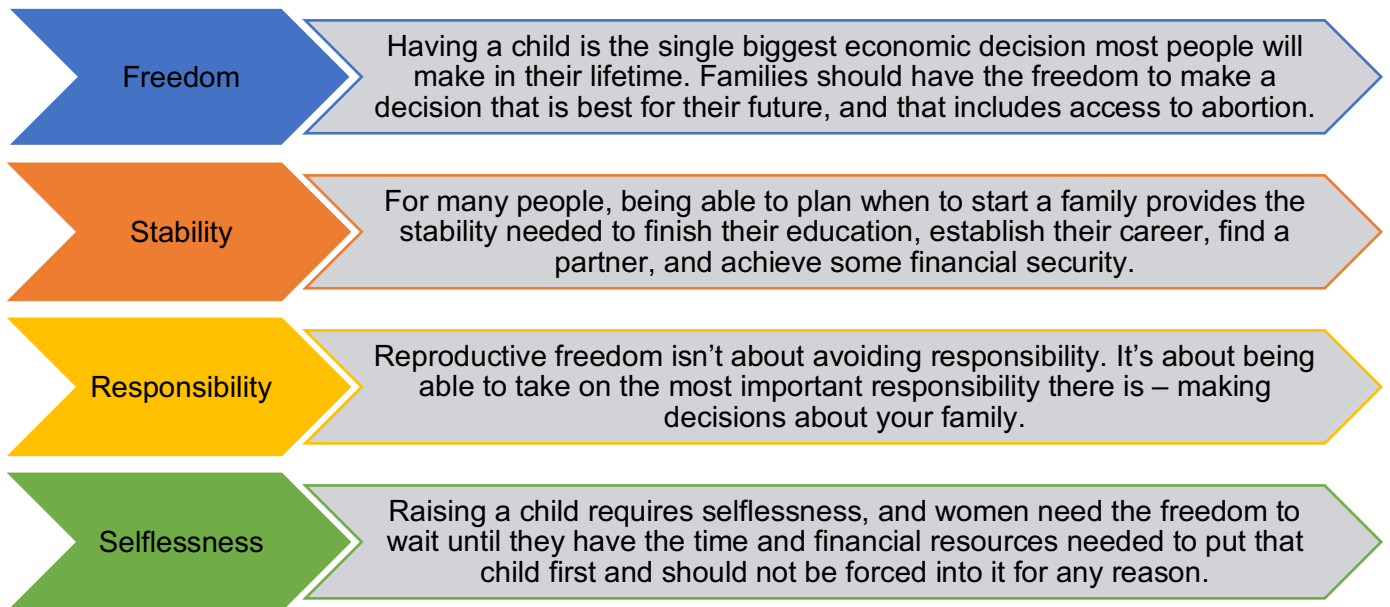 Freedom
Having a child is the single biggest economic decision most people will
make in their lifetime. Families should have the freedom to make a
decision that is best for their future, and that includes access to abortion.
Stability
For many people, being able to plan when to start a family provides the
stability needed to finish their education, establish their career, find a
partner, and achieve some financial security.
Responsibility
Reproductive freedom isn’t about avoiding responsibility. It’s about being
able to take on the most important responsibility there is – making
decisions about your family.
Selflessness
Raising a child requires selflessness, and women need the freedom to
wait until they have the time and financial resources needed to put that
child first and should not be forced into it for any reason.